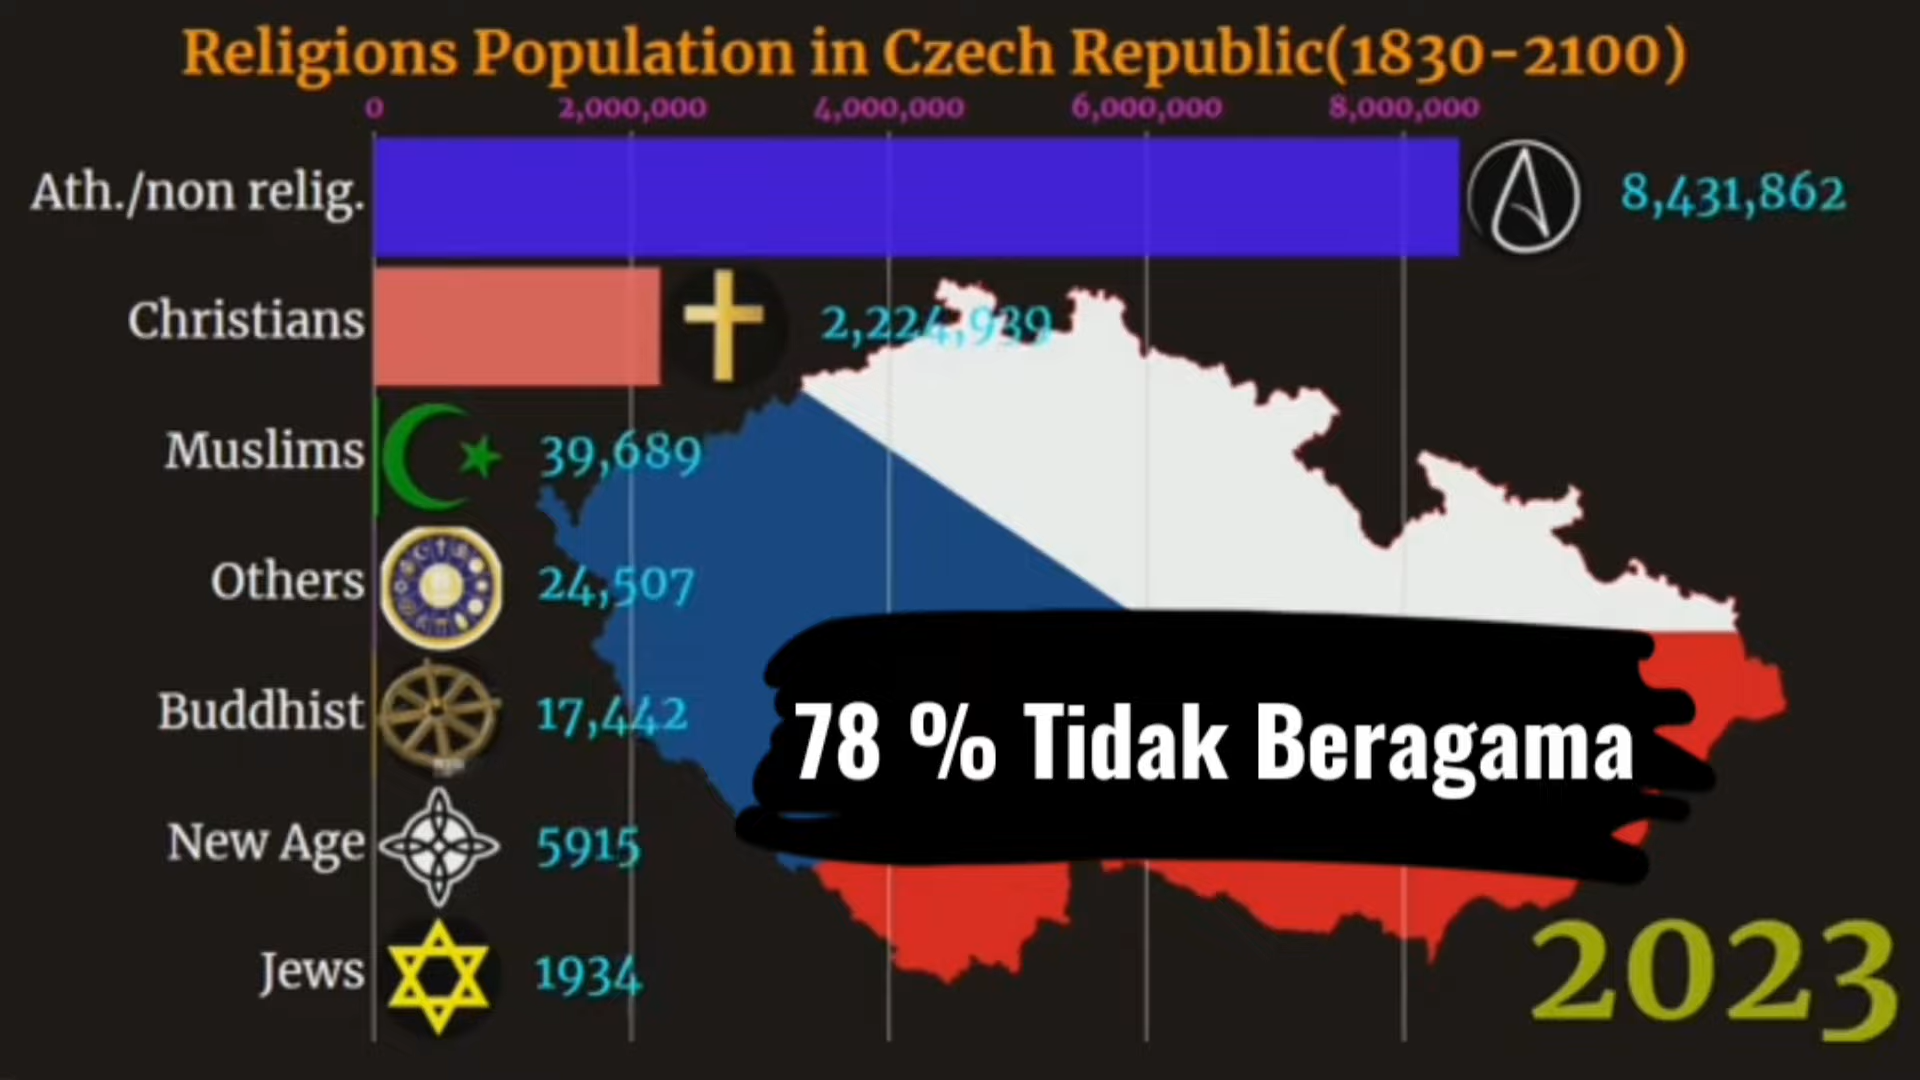 Religions Population in Czech Republic(1830-2100)
0 2,000,000 4,000,000 6,000,000 8,000,000
Ath./non relig. 8,431,862
Christians 2,224,939
Muslims 39,689
Others 24,507
Buddhist 17,442
78 % Tidak Beragama
New Age 5915
Jews 1934
2023